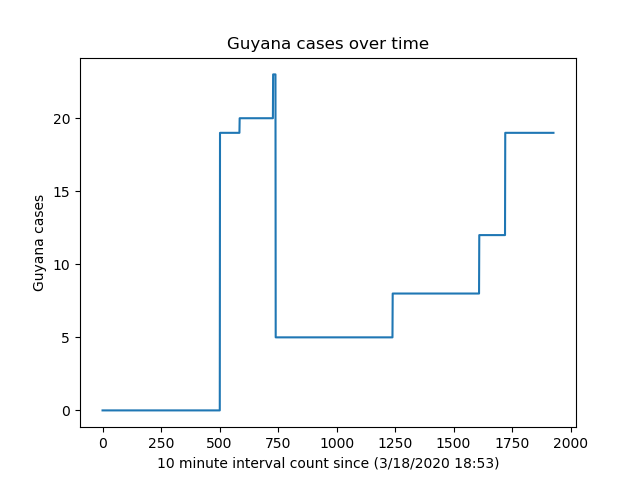 Guyana cases over time
Guyana cases
20
15
10
5
0
0 250 500 750 1000 1250 1500 1750 2000
10 minute interval count since (3/18/2020 18:53)